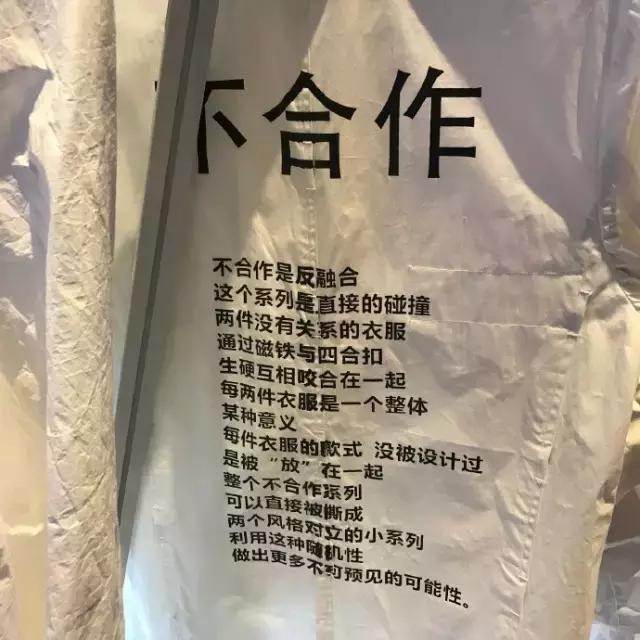 不合作
不合作是反融合
这个系列是直接的碰撞
两件没有关系的衣服
通过磁铁与四合扣
生硬互相咬合在一起
每两件衣服是一个整体
某种意义
每件衣服的款式 没被设计过
是被“放”在一起
整个不合作系列
可以直接被撕成
两个风格对立的小系列
利用这种随机性
做出更多不可预见的可能性。